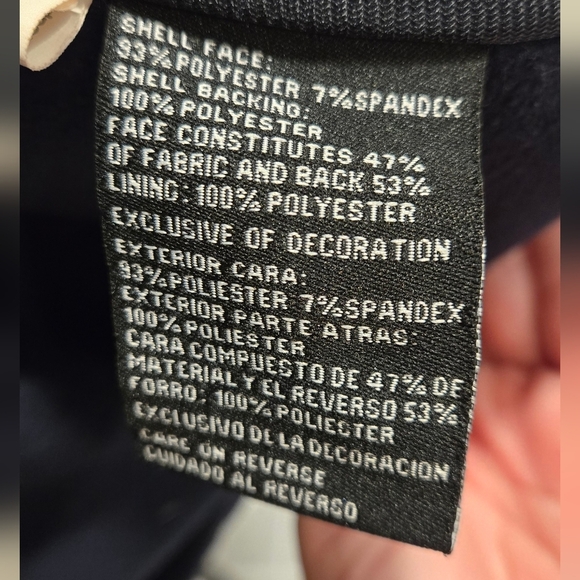 SHELL FACE:
93% POLYESTER 7%SPANDEX
SHELL BACKING:
100% POLYESTER
FACE CONSTITUTES 47%
OF FABRIC AND BACK 53%
LINING: 100% POLYESTER
EXCLUSIVE OF DECORATION
EXTERIOR CARA:
93%POLIESTER 7%SPANDEX
EXTERIOR PARTE ATRAS:
100%POLIESTER
CARA COMPUESTO DE 47% DE
MATERIAL Y EL REVERSO 53%
FORRO: 100% POLIESTER
EXCLUSIVO DE LA DECORACION
CARE ON REVERSE
CUIDADO AL REVERSO